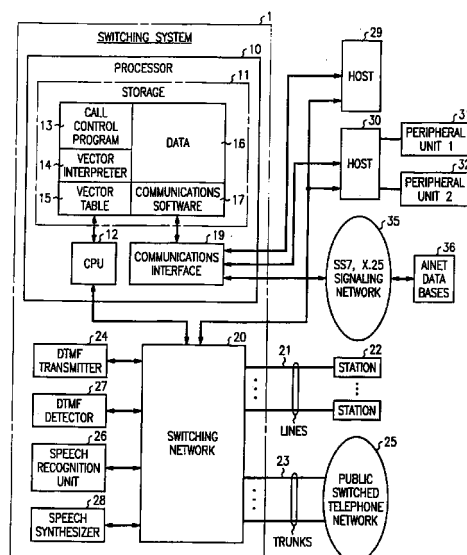 1
SWITCHING SYSTEM
10
PROCESSOR
11
STORAGE
13
CALL
CONTROL
PROGRAM
DATA
16
14
VECTOR
INTERPRETER
15
VECTOR
TABLE
COMMUNICATIONS
SOFTWARE
17
12
CPU
19
COMMUNICATIONS
INTERFACE
29
HOST
30
HOST
31
PERIPHERAL
UNIT 1
32
PERIPHERAL
UNIT 2
35
SS7, X.25
SIGNALING
NETWORK
36
AINET
DATA
BASES
20
SWITCHING
NETWORK
24
DTMF
TRANSMITTER
27
DTMF
DETECTOR
26
SPEECH
RECOGNITION
UNIT
28
SPEECH
SYNTHESIZER
21
LINES
22
STATION
STATION
23
TRUNKS
25
PUBLIC
SWITCHED
TELEPHONE
NETWORK